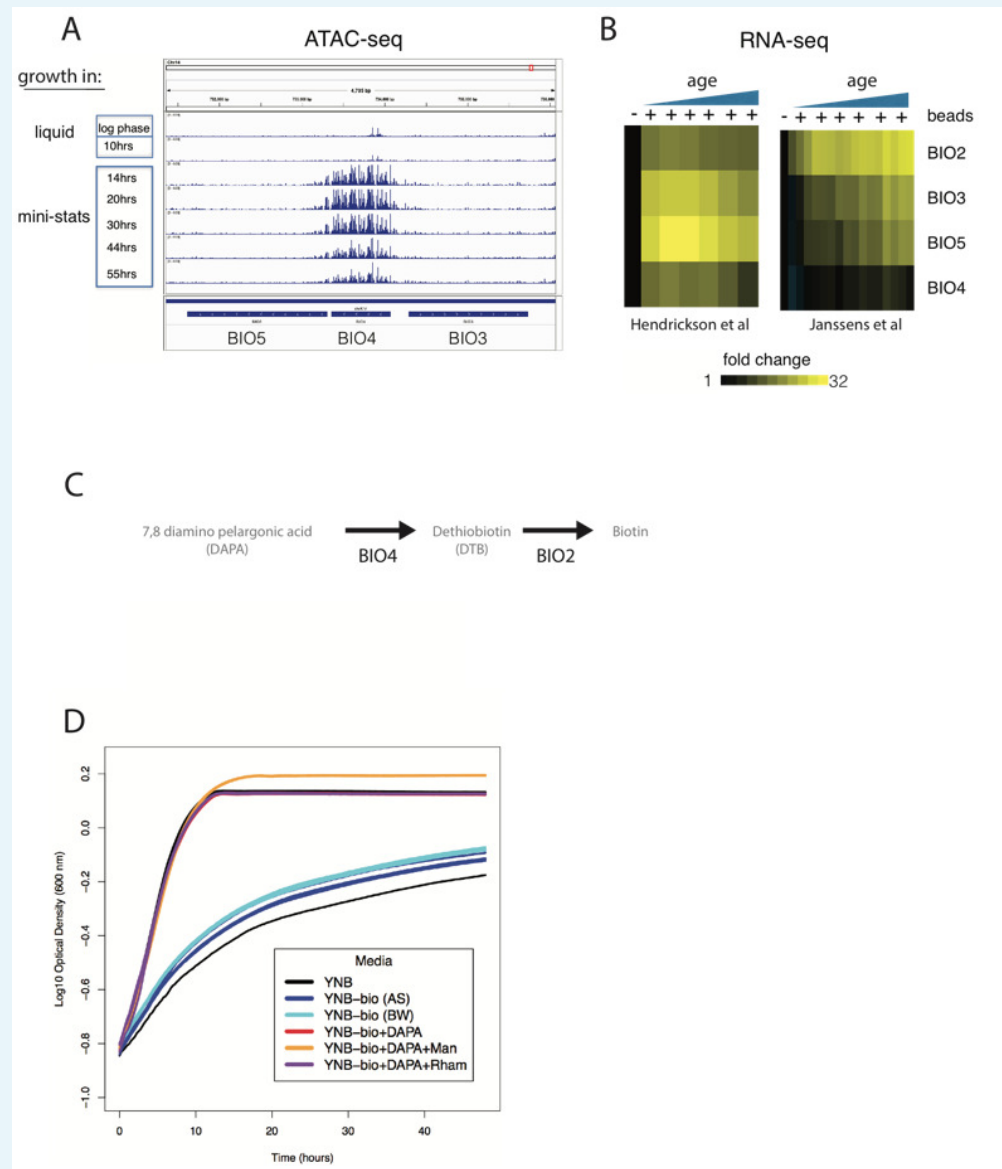 A
ATAC-seq
growth in:
liquid
log phase
10hrs
mini-stats
14hrs
20hrs
30hrs
44hrs
55hrs
BIO5 BIO4 BIO3
B
RNA-seq
age age
- + + + + + + - + + + + + + beads
BIO2
BIO3
BIO5
BIO4
Hendrickson et al Janssens et al
fold change
1 32
C
7,8 diamino pelargonic acid
(DAPA)
BIO4
Dethiobiotin
(DTB)
BIO2
Biotin
D
Log10 Optical Density (600 nm)
0.2
0.0
-0.2
-0.4
-0.6
-0.8
-1.0
Media
YNB
YNB-bio (AS)
YNB-bio (BW)
YNB-bio+DAPA
YNB-bio+DAPA+Man
YNB-bio+DAPA+Rham
0 10 20 30 40
Time (hours)